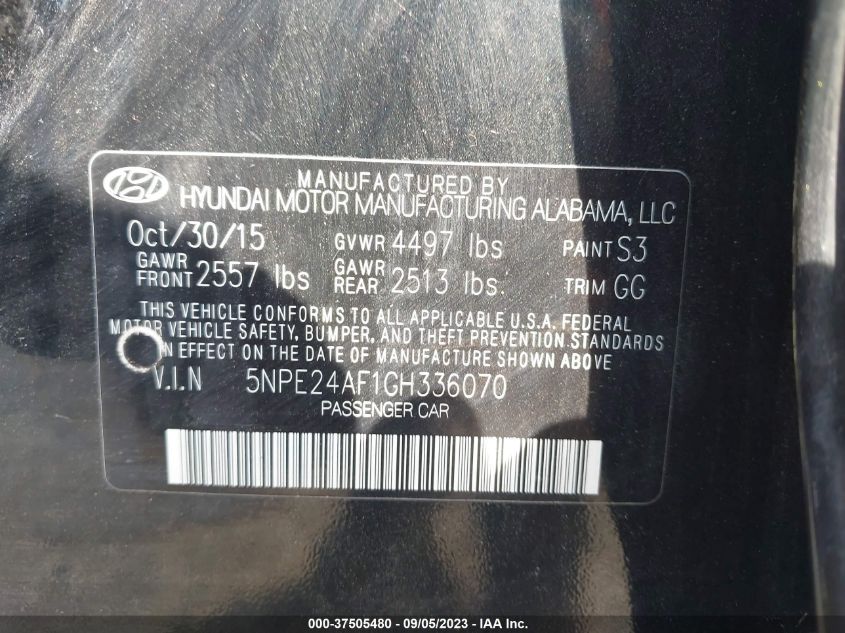 MANUFACTURED BY
HYUNDAI MOTOR MANUFACTURING ALABAMA, LLC
Oct/30/15 GVWR 4497 lbs PAINT S3
GAWR FRONT 2557 lbs GAWR REAR 2513 lbs TRIM GG
THIS VEHICLE CONFORMS TO ALL APPLICABLE U.S.A. FEDERAL
MOTOR VEHICLE SAFETY, BUMPER, AND THEFT PREVENTION STANDARDS
IN EFFECT ON THE DATE OF MANUFACTURE SHOWN ABOVE
V.I.N 5NPE24AF1GH336070
PASSENGER CAR
000-37505480 - 09/05/2023 - IAA Inc.